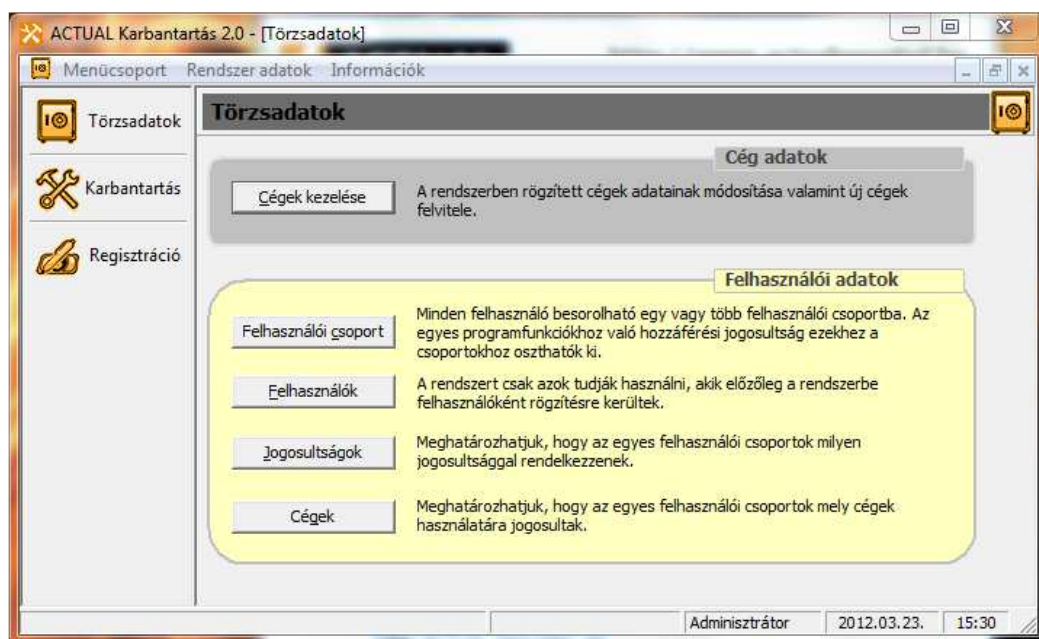 ACTUAL Karbantartás 2.0 - [Törzsadatok]
Menücsoport Rendszer adatok Információk
Törzsadatok
Karbantartás
Regisztráció
Törzsadatok
Cég adatok
Cégek kezelése
A rendszerben rögzített cégek adatainak módosítása valamint új cégek
felvitele.
Felhasználói adatok
Felhasználói csoport
Minden felhasználó besorolható egy vagy több felhasználói csoportba. Az
egyes programfunkciókhoz való hozzáférési jogosultság ezekhez a
csoportokhoz oszthatók ki.
Felhasználók
A rendszert csak azok tudják használni, akik előzőleg a rendszerbe
felhasználóként rögzítésre kerültek.
Jogosultságok
Meghatározhatjuk, hogy az egyes felhasználói csoportok milyen
jogosultsággal rendelkezzenek.
Cégek
Meghatározhatjuk, hogy az egyes felhasználói csoportok mely cégek
használatára jogosultak.
Adminisztrátor 2012.03.23. 15:30